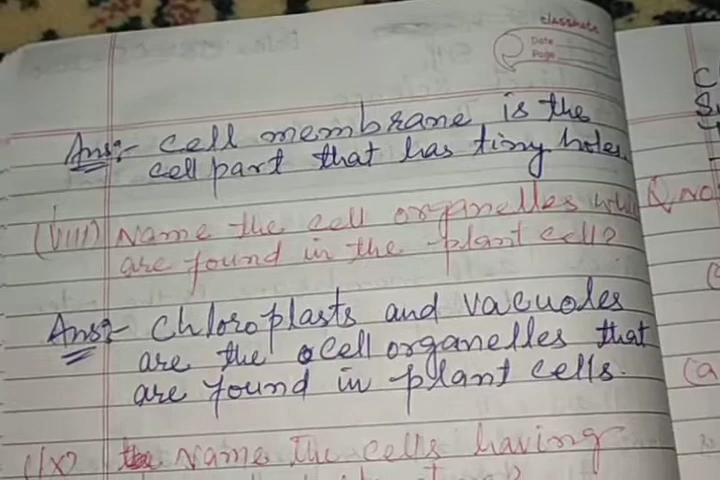 classmate
Date
Page
Ans:- Cell membrane is the
cell part that has tiny holes.
(VIII) Name the cell organelles
are found in the plant cell?
Ans:- Chloroplasts and vacuoles
are the cell organelles that
are found in plant cells.
(IX) Name the cells having